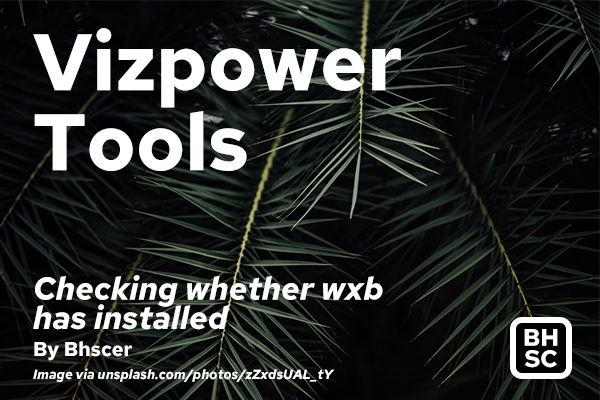 Vizpower
Tools
Checking whether wxb
has installed
By Bhscer
Image via unsplash.com/photos/zZxdsUAL_tY
BH
SC